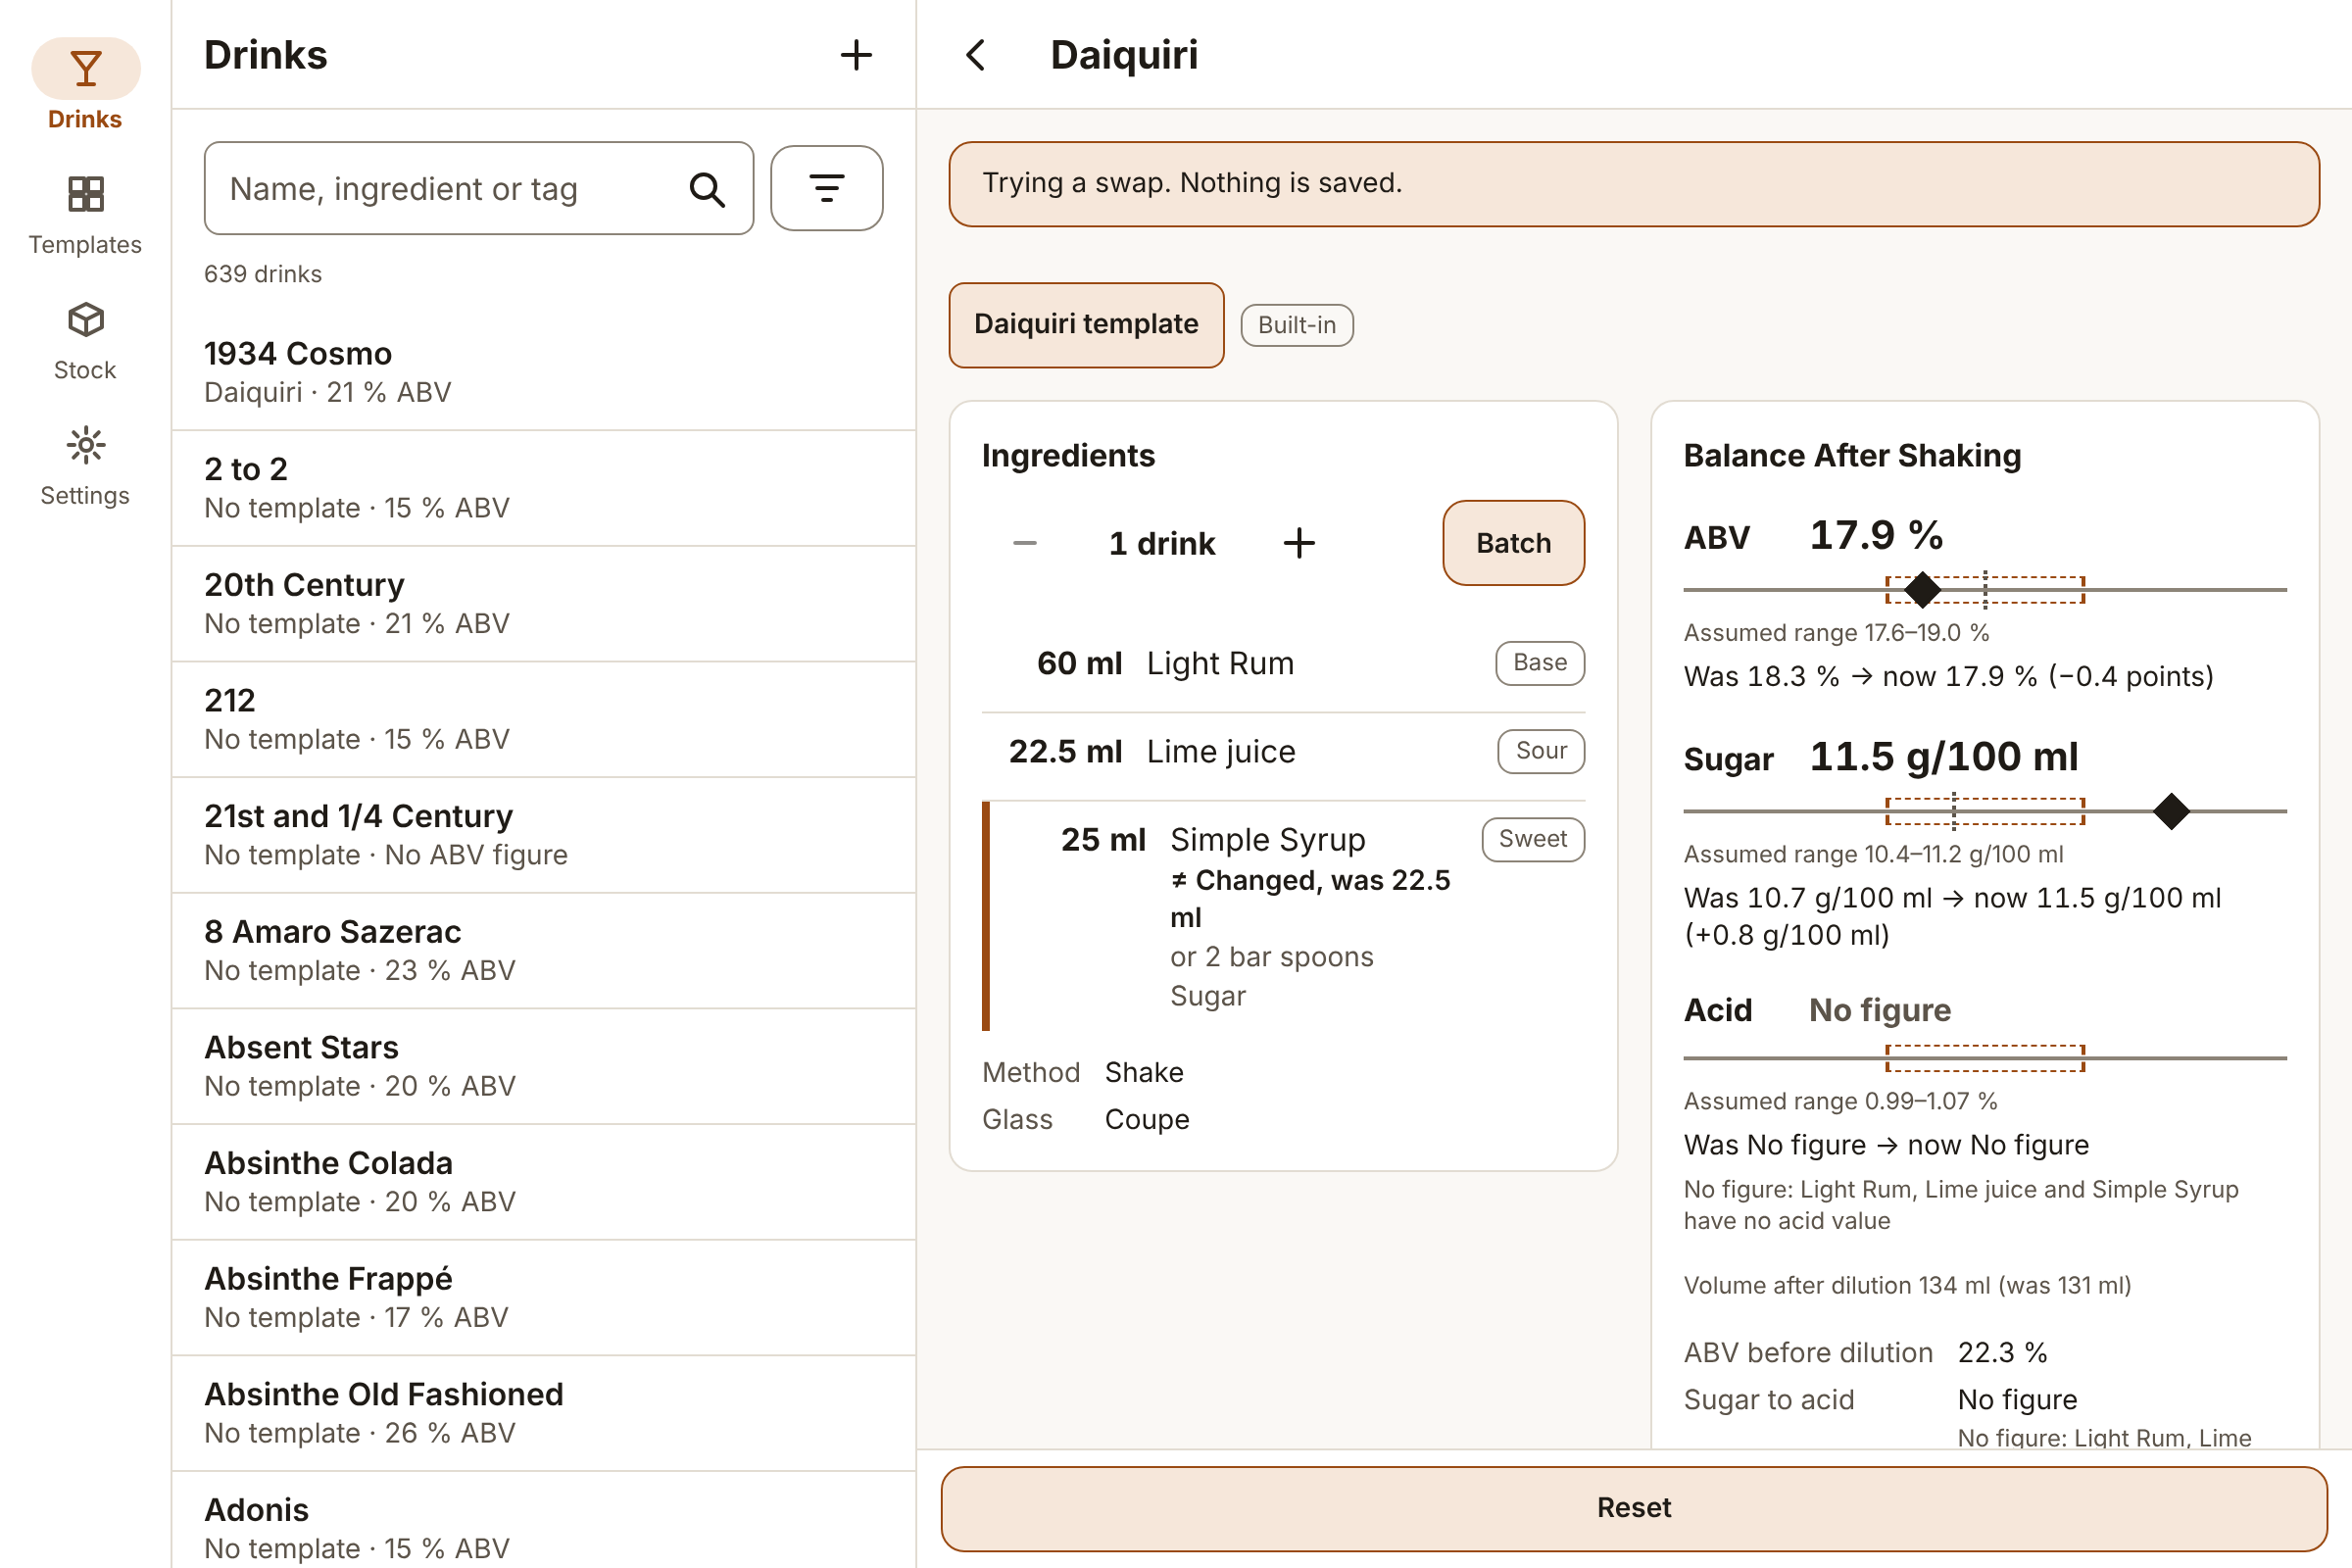 Drinks
Templates
Stock
Settings
Drinks
Name, ingredient or tag
639 drinks
1934 Cosmo
Daiquiri · 21 % ABV
2 to 2
No template · 15 % ABV
20th Century
No template · 21 % ABV
212
No template · 15 % ABV
21st and 1/4 Century
No template · No ABV figure
8 Amaro Sazerac
No template · 23 % ABV
Absent Stars
No template · 20 % ABV
Absinthe Colada
No template · 20 % ABV
Absinthe Frappé
No template · 17 % ABV
Absinthe Old Fashioned
No template · 26 % ABV
Adonis
No template · 15 % ABV
Daiquiri
Trying a swap. Nothing is saved.
Daiquiri template
Built-in
Ingredients
1 drink
Batch
60 ml Light Rum Base
22.5 ml Lime juice Sour
25 ml Simple Syrup Sweet
≠ Changed, was 22.5
ml
or 2 bar spoons
Sugar
Method Shake
Glass Coupe
Balance After Shaking
ABV 17.9 %
Assumed range 17.6–19.0 %
Was 18.3 % → now 17.9 % (−0.4 points)
Sugar 11.5 g/100 ml
Assumed range 10.4–11.2 g/100 ml
Was 10.7 g/100 ml → now 11.5 g/100 ml
(+0.8 g/100 ml)
Acid No figure
Assumed range 0.99–1.07 %
Was No figure → now No figure
No figure: Light Rum, Lime juice and Simple Syrup
have no acid value
Volume after dilution 134 ml (was 131 ml)
ABV before dilution 22.3 %
Sugar to acid No figure
No figure: Light Rum, Lime
Reset